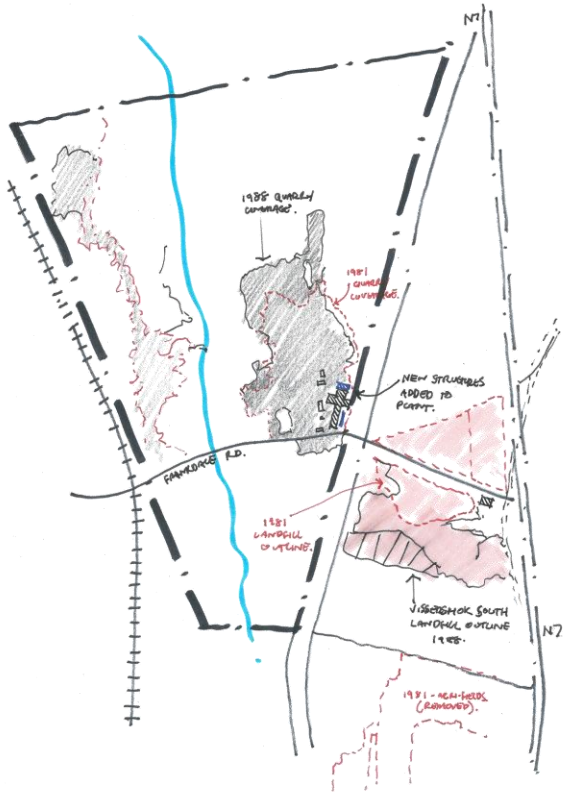 N7
1988 QUARRY
COVERAGE.
1981
QUARRY
COVERAGE.
NEW STRUCTURES
ADDED TO
PLANT.
FRANKDALE RD.
1981
LANDFILL
OUTLINE.
VISSERSHOK SOUTH
LANDFILL OUTLINE
1988.
N7
1981 - AGRI-FIELDS
(REMOVED).